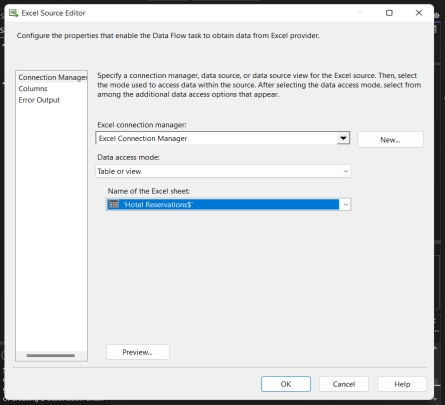 Excel Source Editor
Configure the properties that enable the Data Flow task to obtain data from Excel provider.
Connection Manager
Columns
Error Output
Specify a connection manager, data source, or data source view for the Excel source. Then, select
the mode used to access data within the source. After selecting the data access mode, select from
among the additional data access options that appear.
Excel connection manager:
Excel Connection Manager
New...
Data access mode:
Table or view
Name of the Excel sheet:
'Hotel Reservations$'
Preview...
OK
Cancel
Help